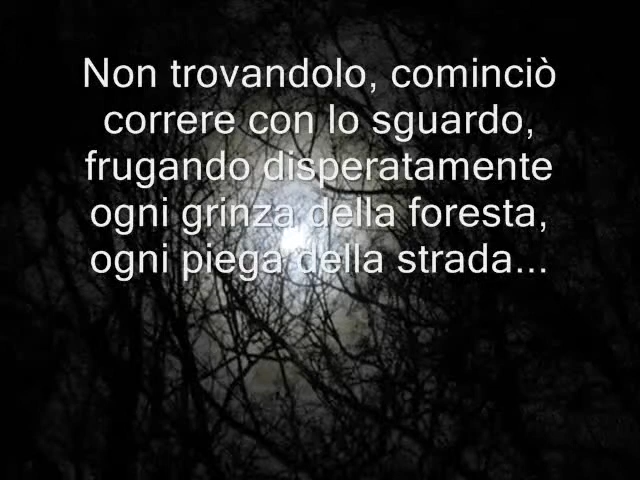 Non trovandolo, cominciò
correre con lo sguardo,
frugando disperatamente
ogni grinza della foresta,
ogni piega della strada...